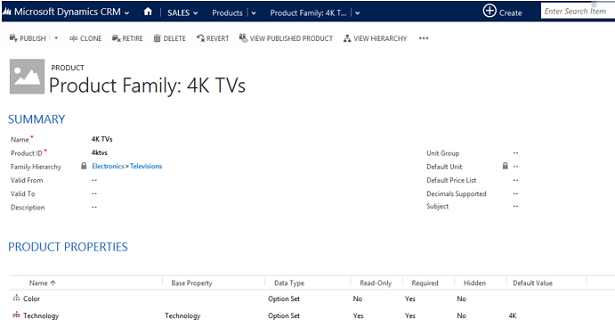 Microsoft Dynamics CRM SALES Products Product Family: 4K T... Create Enter Search Item
PUBLISH CLONE RETIRE DELETE REVERT VIEW PUBLISHED PRODUCT VIEW HIERARCHY •••
PRODUCT
Product Family: 4K TVs
SUMMARY
Name* 4K TVs
Product ID* 4ktvs Unit Group --
Family Hierarchy Electronics > Televisions Default Unit --
Valid From -- Default Price List --
Valid To -- Decimals Supported --
Description -- Subject --
PRODUCT PROPERTIES
Name ↑ Base Property Data Type Read-Only Required Hidden Default Value
Color Option Set No Yes No
Technology Technology Option Set Yes Yes No 4K